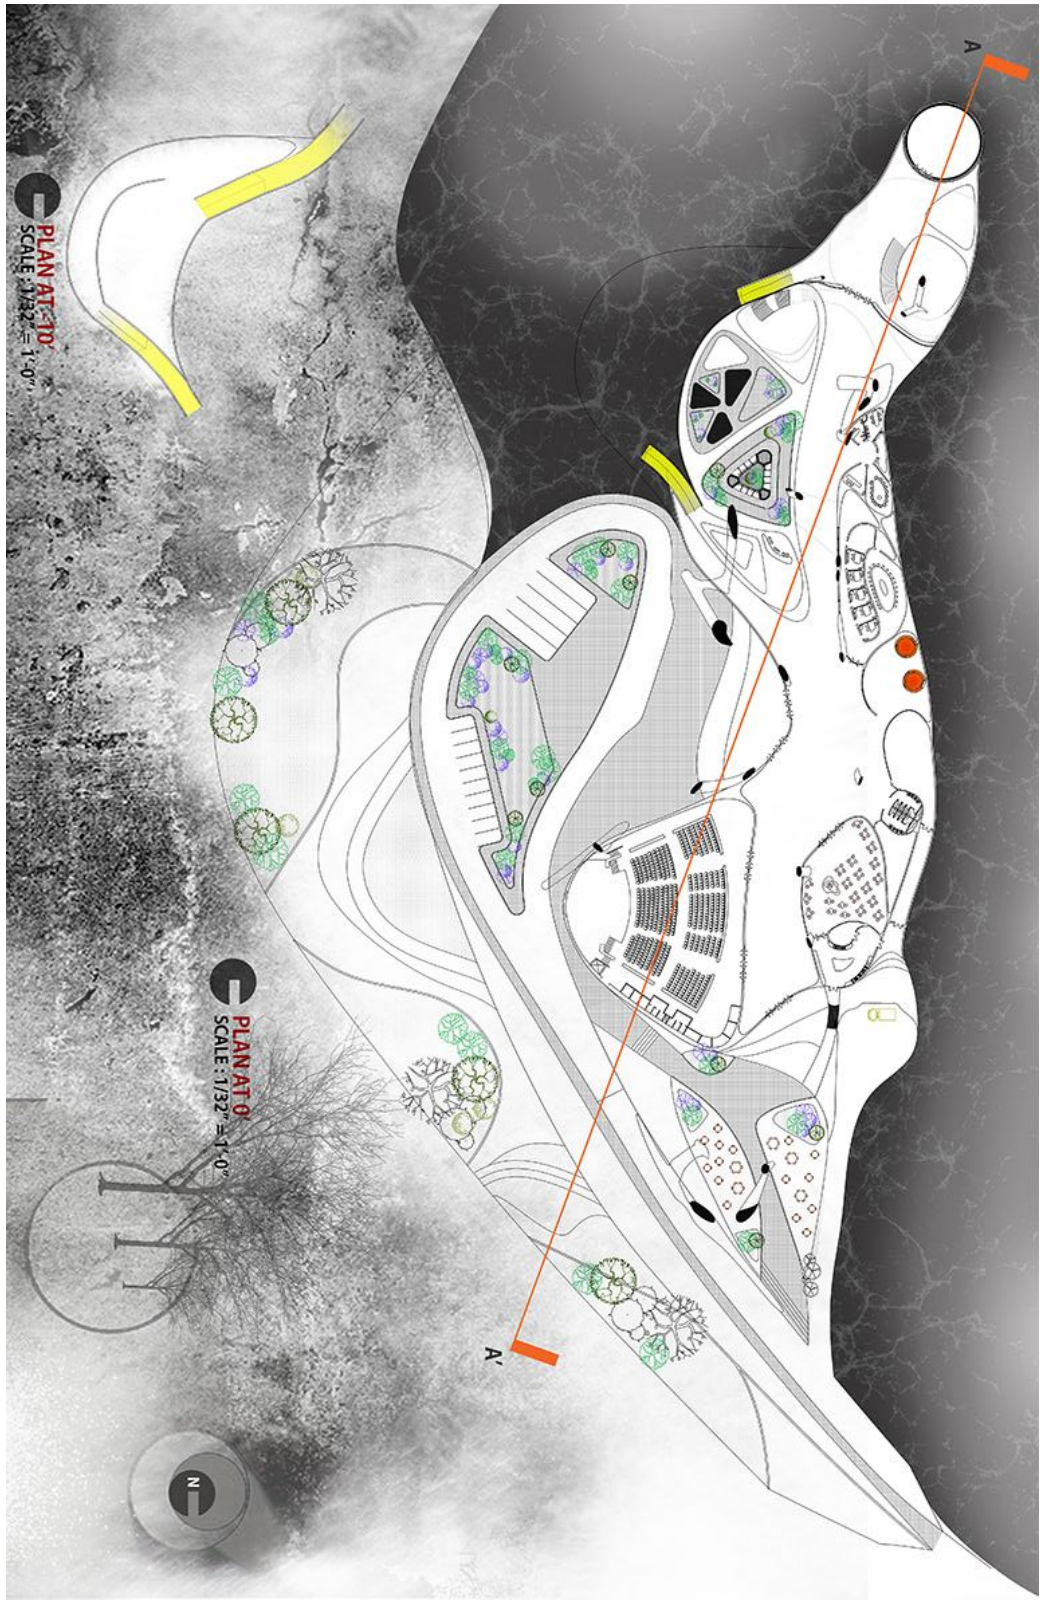 A
PLAN AT -10'
SCALE : 1/32" = 1'-0"
PLAN AT 0'
SCALE : 1/32" = 1'-0"
A'
N